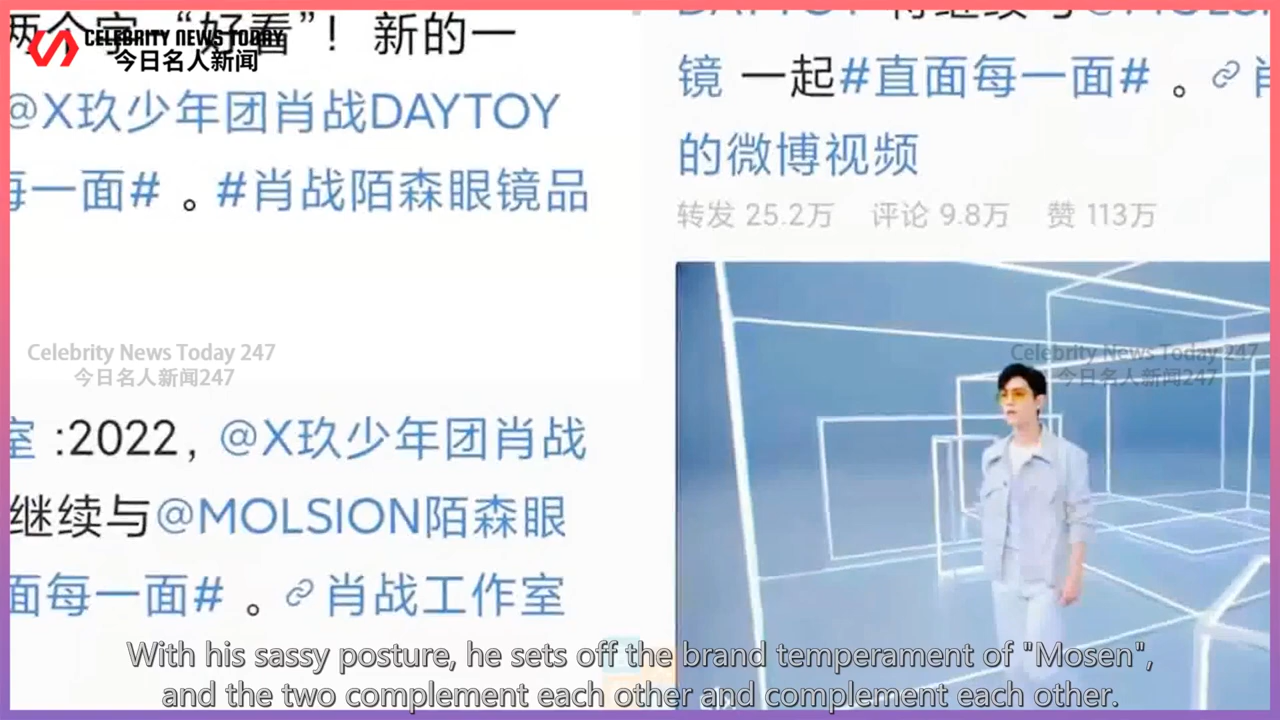 两个字“好看”！新的一
CELEBRITY NEWS TODAY
今日名人新闻
@X玖少年团肖战DAYTOY
每一面# 。#肖战陌森眼镜品
镜 一起#直面每一面# 。
的微博视频
转发 25.2万 评论 9.8万 赞 113万
Celebrity News Today 247
今日名人新闻247
Celebrity News Today 247
今日名人新闻247
室 :2022, @X玖少年团肖战
继续与@MOLSION陌森眼
面每一面# 。肖战工作室
With his sassy posture, he sets off the brand temperament of "Mosen",
and the two complement each other and complement each other.